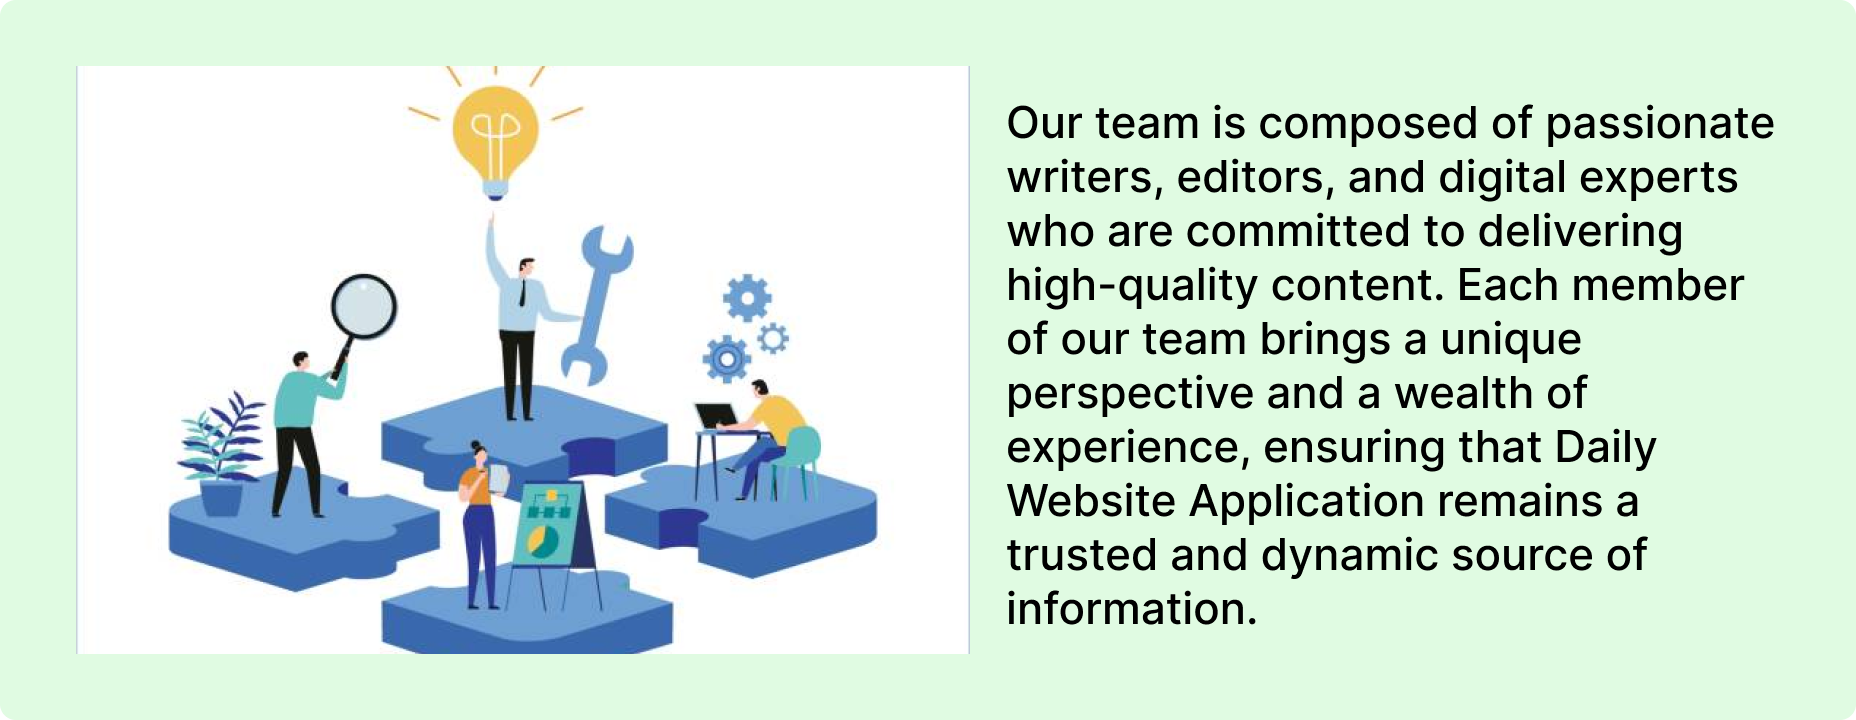 Our team is composed of passionate
writers, editors, and digital experts
who are committed to delivering
high-quality content. Each member
of our team brings a unique
perspective and a wealth of
experience, ensuring that Daily
Website Application remains a
trusted and dynamic source of
information.